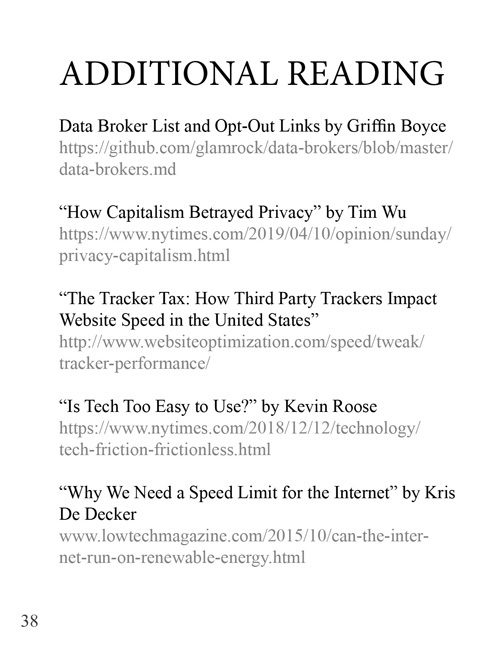 ADDITIONAL READING
Data Broker List and Opt-Out Links by Griffin Boyce
https://github.com/glamrock/data-brokers/blob/master/
data-brokers.md
“How Capitalism Betrayed Privacy” by Tim Wu
https://www.nytimes.com/2019/04/10/opinion/sunday/
privacy-capitalism.html
“The Tracker Tax: How Third Party Trackers Impact
Website Speed in the United States”
http://www.websiteoptimization.com/speed/tweak/
tracker-performance/
“Is Tech Too Easy to Use?” by Kevin Roose
https://www.nytimes.com/2018/12/12/technology/
tech-friction-frictionless.html
“Why We Need a Speed Limit for the Internet” by Kris
De Decker
www.lowtechmagazine.com/2015/10/can-the-inter-
net-run-on-renewable-energy.html
38